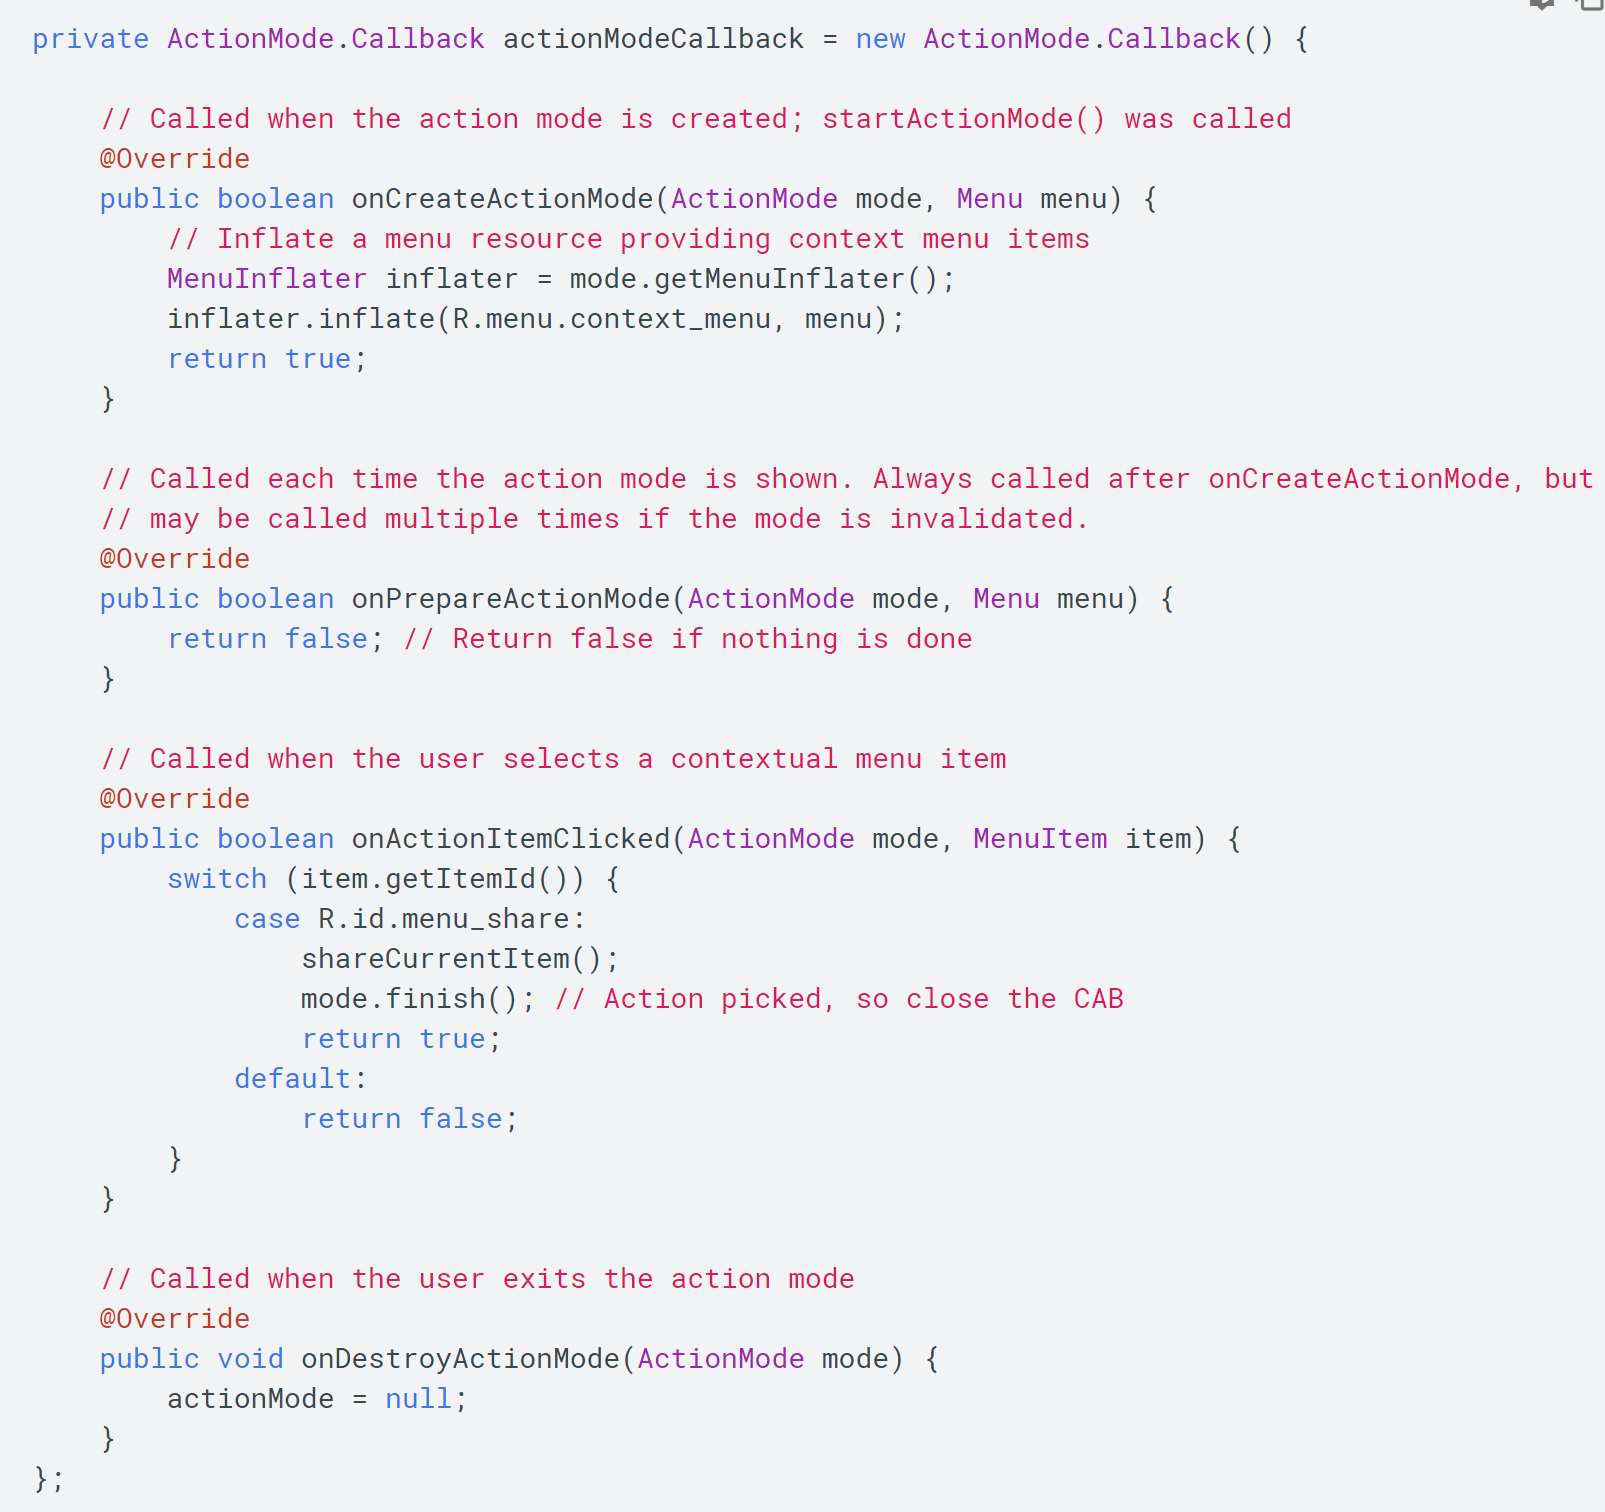 private ActionMode.Callback actionModeCallback = new ActionMode.Callback() {
// Called when the action mode is created; startActionMode() was called
@Override
public boolean onCreateActionMode(ActionMode mode, Menu menu) {
// Inflate a menu resource providing context menu items
MenuInflater inflater = mode.getMenuInflater();
inflater.inflate(R.menu.context_menu, menu);
return true;
}
// Called each time the action mode is shown. Always called after onCreateActionMode, but
// may be called multiple times if the mode is invalidated.
@Override
public boolean onPrepareActionMode(ActionMode mode, Menu menu) {
return false; // Return false if nothing is done
}
// Called when the user selects a contextual menu item
@Override
public boolean onActionItemClicked(ActionMode mode, MenuItem item) {
switch (item.getItemId()) {
case R.id.menu_share:
shareCurrentItem();
mode.finish(); // Action picked, so close the CAB
return true;
default:
return false;
}
}
// Called when the user exits the action mode
@Override
public void onDestroyActionMode(ActionMode mode) {
actionMode = null;
}
};